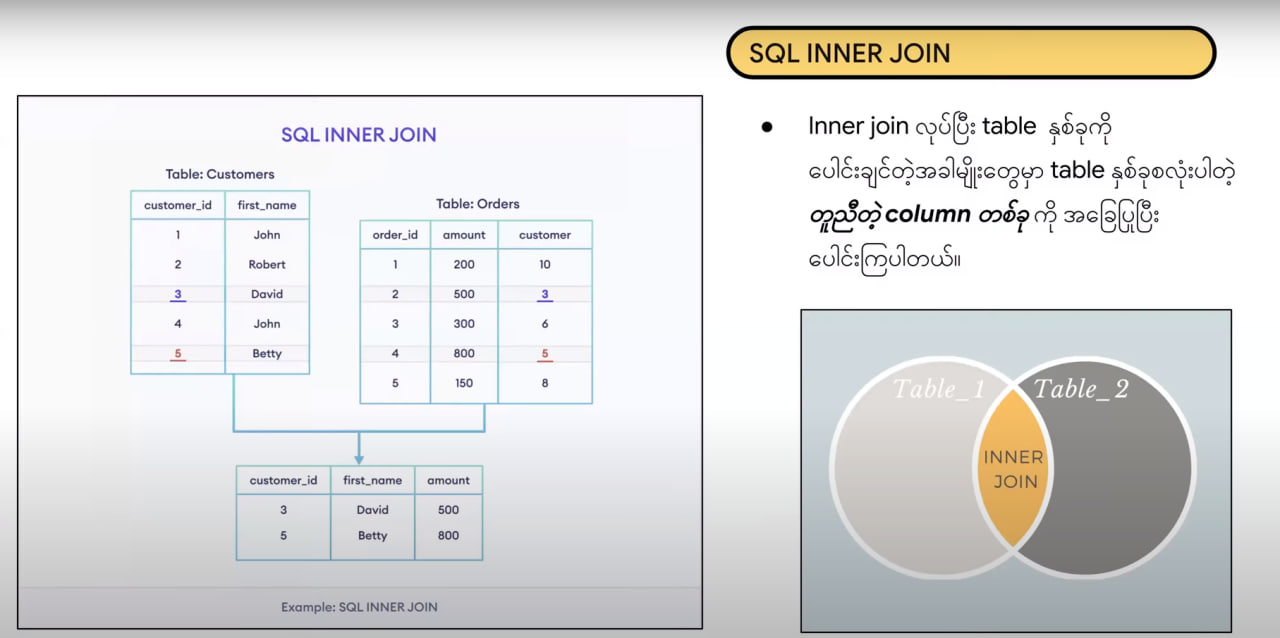 SQL INNER JOIN
SQL INNER JOIN
Table: Customers
customer_id first_name
1 John
2 Robert
3 David
4 John
5 Betty
Table: Orders
order_id amount customer
1 200 10
2 500 3
3 300 6
4 800 5
5 150 8
customer_id first_name amount
3 David 500
5 Betty 800
Example: SQL INNER JOIN
● Inner join လုပ်ပြီး table နှစ်ခုကို
ပေါင်းချင်တဲ့အခါမျိုးတွေမှာ table နှစ်ခုစလုံးပါတဲ့
တူညီတဲ့ column တစ်ခု ကို အခြေပြုပြီး
ပေါင်းကြပါတယ်။
Table_1 Table_2
INNER
JOIN